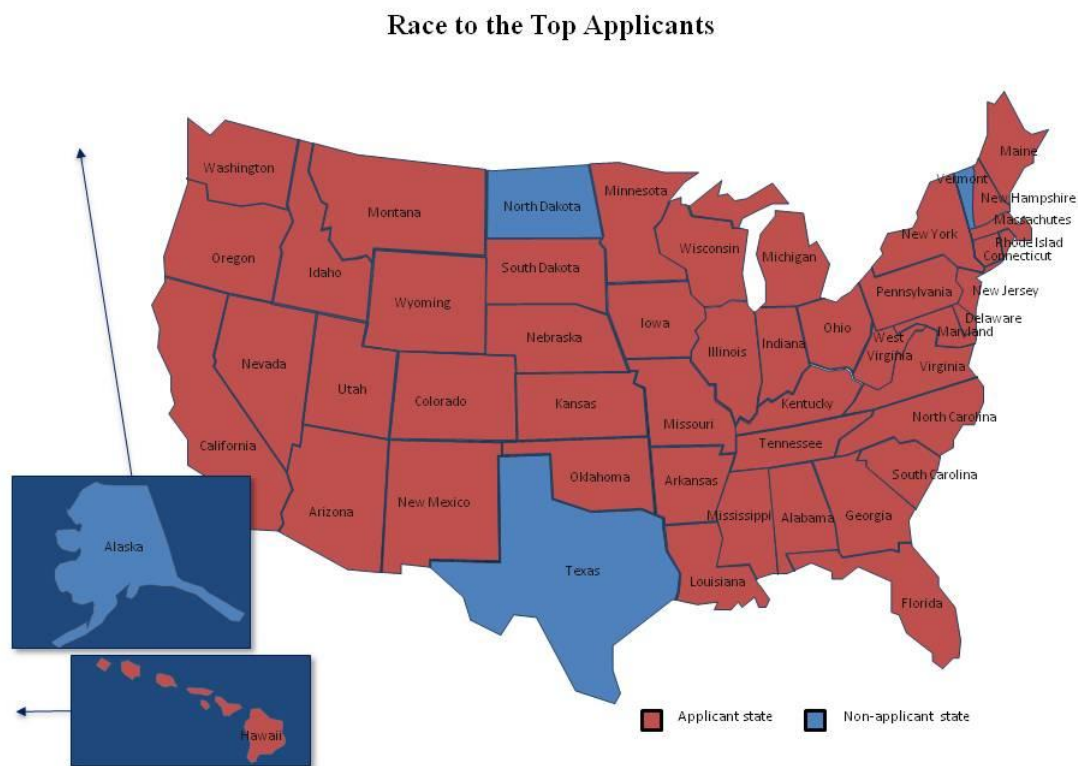 Race to the Top Applicants
Washington
Oregon
California
Nevada
Idaho
Montana
Wyoming
Utah
Colorado
Arizona
New Mexico
North Dakota
South Dakota
Nebraska
Kansas
Oklahoma
Texas
Minnesota
Iowa
Missouri
Arkansas
Louisiana
Wisconsin
Illinois
Michigan
Indiana
Ohio
Kentucky
Tennessee
Mississippi
Alabama
Georgia
Florida
South Carolina
North Carolina
Virginia
West
Virginia
Maryland
Delaware
Pennsylvania
New Jersey
New York
Connecticut
Rhode Islad
Massachutes
New Hampshire
Vermont
Maine
Alaska
Hawaii
Applicant state
Non-applicant state